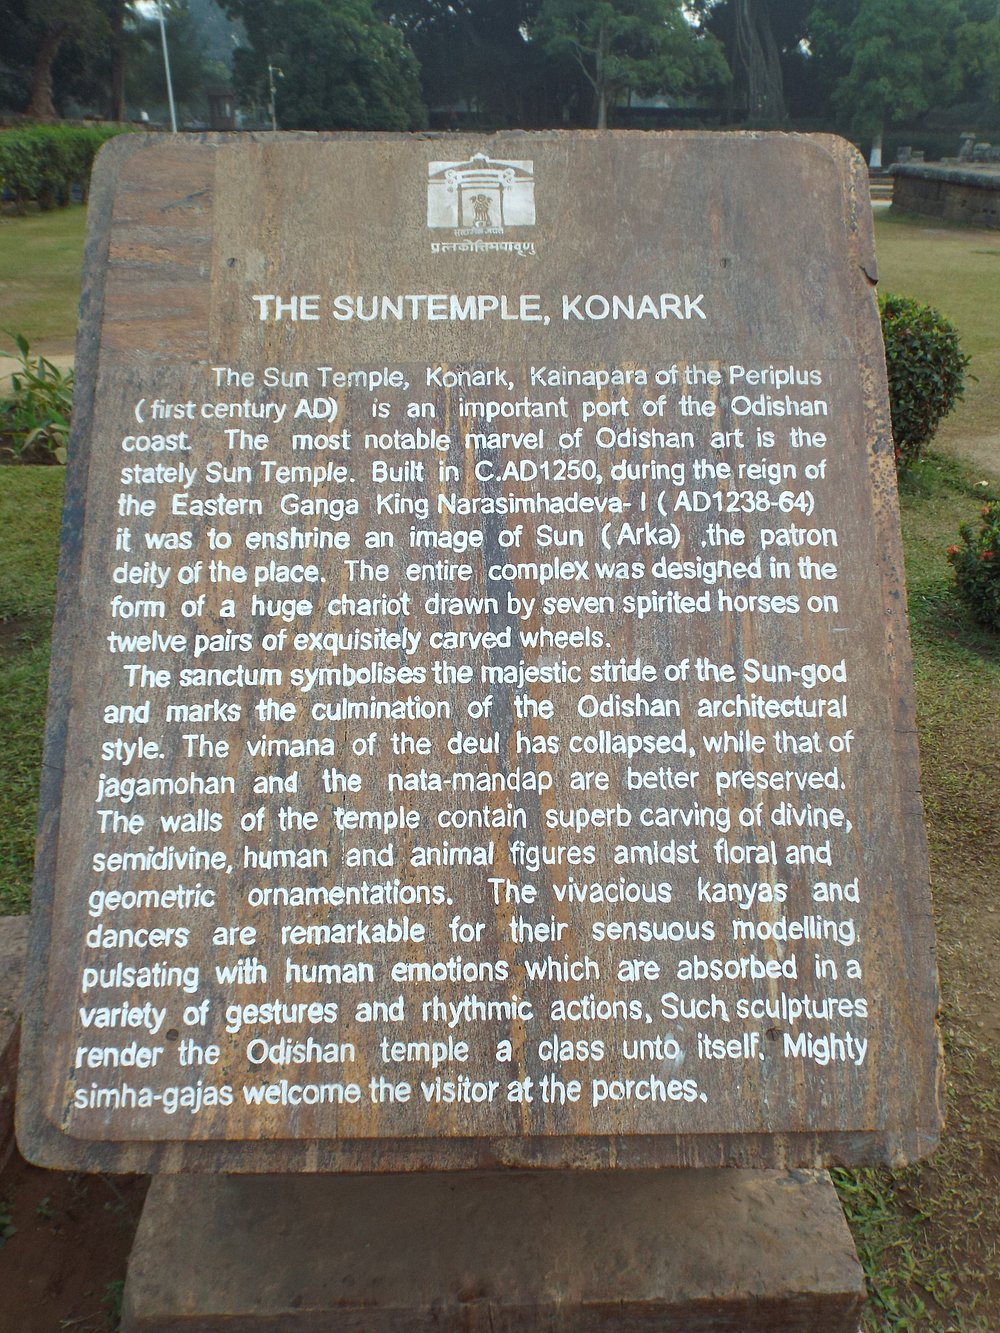 सत्यमेव जयते
प्रत्नकीर्तिमपावृणु
THE SUNTEMPLE, KONARK
The Sun Temple, Konark, Kainapara of the Periplus
(first century AD) is an important port of the Odishan
coast. The most notable marvel of Odishan art is the
stately Sun Temple. Built in C.AD1250, during the reign of
the Eastern Ganga King Narasimhadeva- I (AD1238-64)
it was to enshrine an image of Sun (Arka) ,the patron
deity of the place. The entire complex was designed in the
form of a huge chariot drawn by seven spirited horses on
twelve pairs of exquisitely carved wheels.
The sanctum symbolises the majestic stride of the Sun-god
and marks the culmination of the Odishan architectural
style. The vimana of the deul has collapsed, while that of
jagamohan and the nata-mandap are better preserved.
The walls of the temple contain superb carving of divine,
semidivine, human and animal figures amidst floral and
geometric ornamentations. The vivacious kanyas and
dancers are remarkable for their sensuous modelling,
pulsating with human emotions which are absorbed in a
variety of gestures and rhythmic actions, Such sculptures
render the Odishan temple a class unto itself. Mighty
simha-gajas welcome the visitor at the porches.